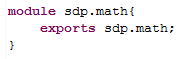 module sdp.math{
    exports sdp.math;
}